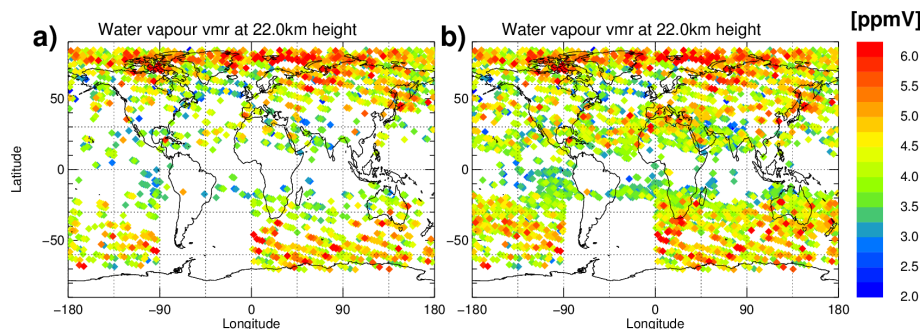 [ppmV]
a) Water vapour vmr at 22.0km height
b) Water vapour vmr at 22.0km height
Latitude
50
0
−50
−180 −90 0 90 180
Longitude
50
0
−50
−180 −90 0 90 180
Longitude
6.0
5.5
5.0
4.5
4.0
3.5
3.0
2.5
2.0